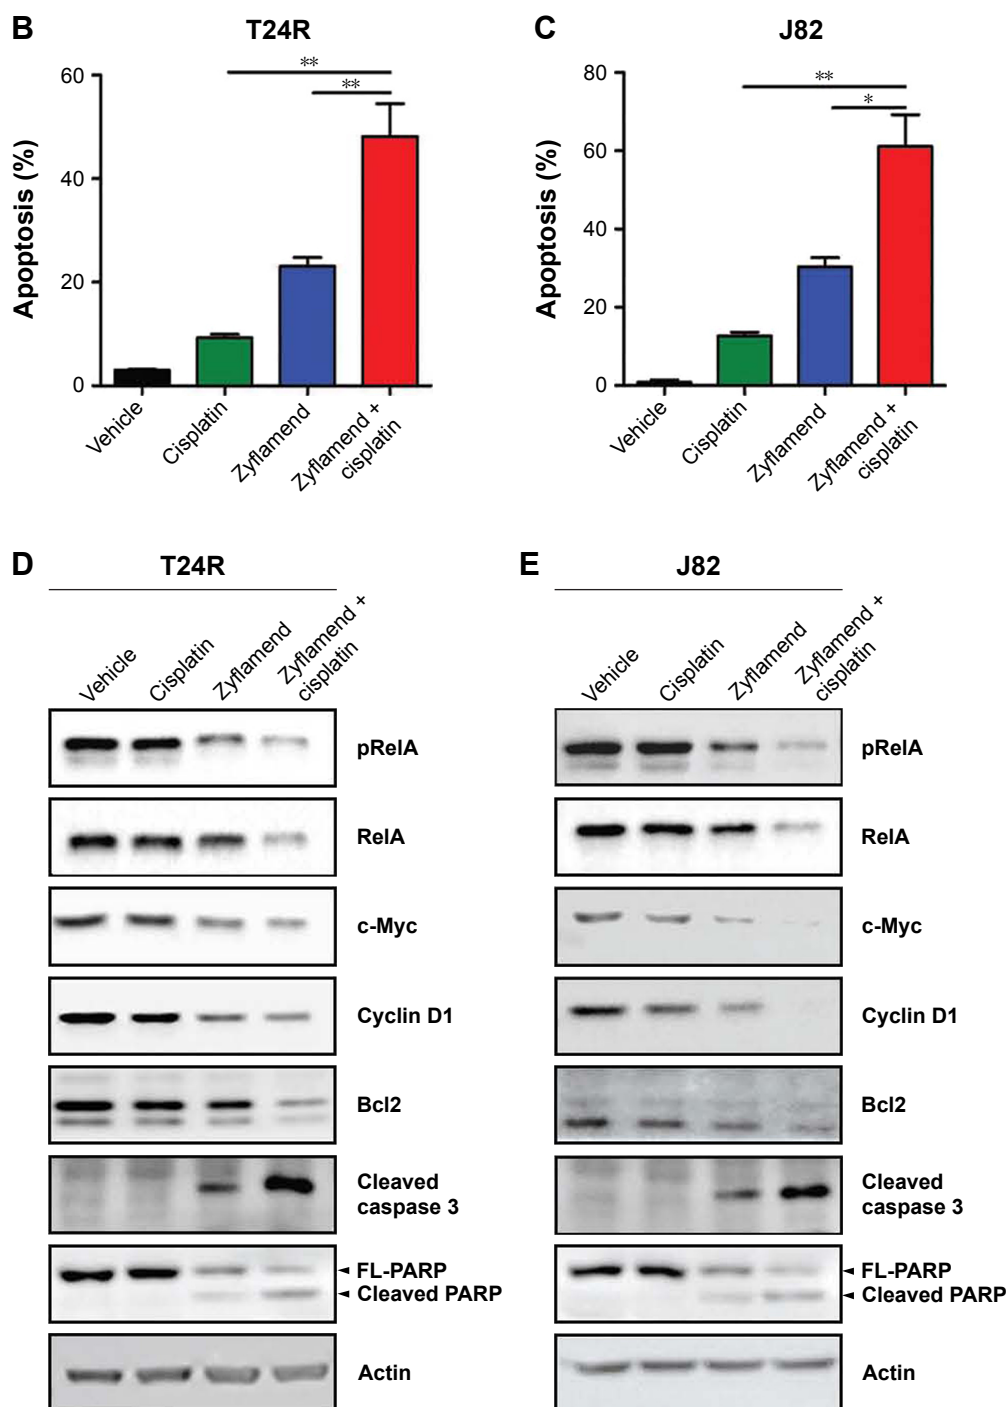 B
T24R
Apoptosis (%)
60
40
20
0
**
**
Vehicle
Cisplatin
Zyflamend
Zyflamend +
cisplatin
C
J82
Apoptosis (%)
80
60
40
20
0
**
*
Vehicle
Cisplatin
Zyflamend
Zyflamend +
cisplatin
D
T24R
Vehicle
Cisplatin
Zyflamend
Zyflamend +
cisplatin
pRelA
RelA
c-Myc
Cyclin D1
Bcl2
Cleaved
caspase 3
FL-PARP
Cleaved PARP
Actin
E
J82
Vehicle
Cisplatin
Zyflamend
Zyflamend +
cisplatin
pRelA
RelA
c-Myc
Cyclin D1
Bcl2
Cleaved
caspase 3
FL-PARP
Cleaved PARP
Actin